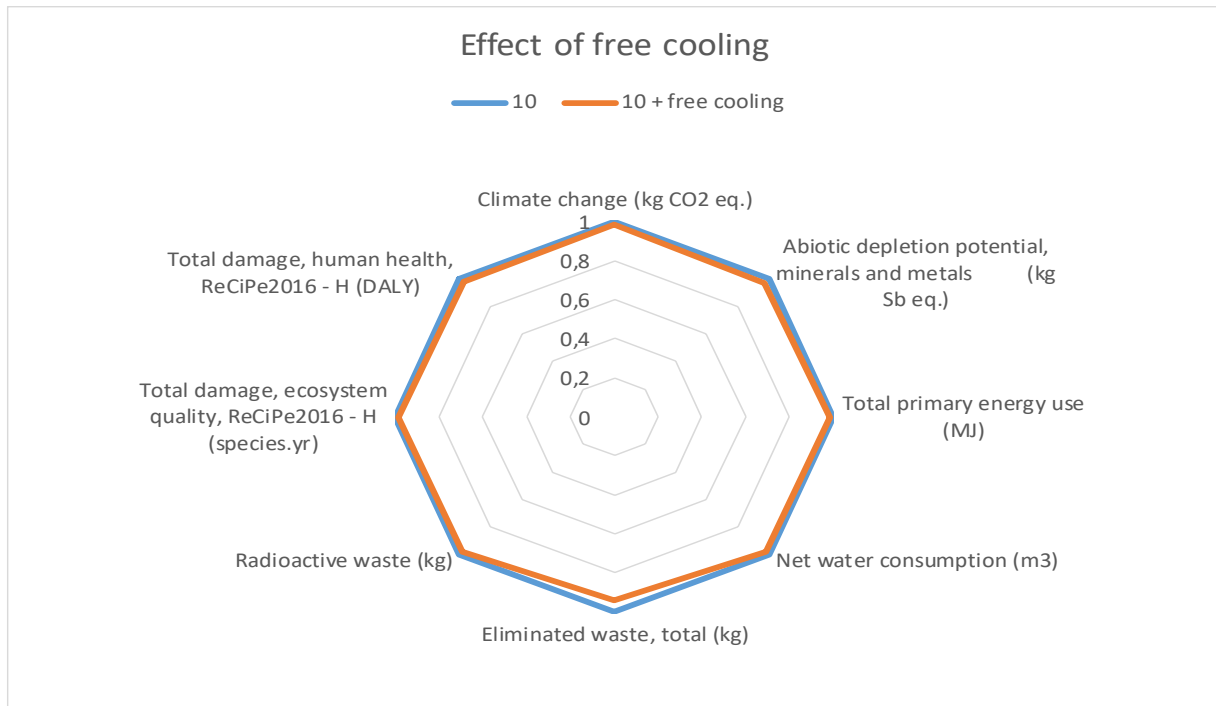 Effect of free cooling
10 10 + free cooling
Climate change (kg CO2 eq.)
Abiotic depletion potential,
minerals and metals (kg
Sb eq.)
Total primary energy use
(MJ)
Net water consumption (m3)
Eliminated waste, total (kg)
Radioactive waste (kg)
Total damage, ecosystem
quality, ReCiPe2016 - H
(species.yr)
Total damage, human health,
ReCiPe2016 - H (DALY)
1
0,8
0,6
0,4
0,2
0